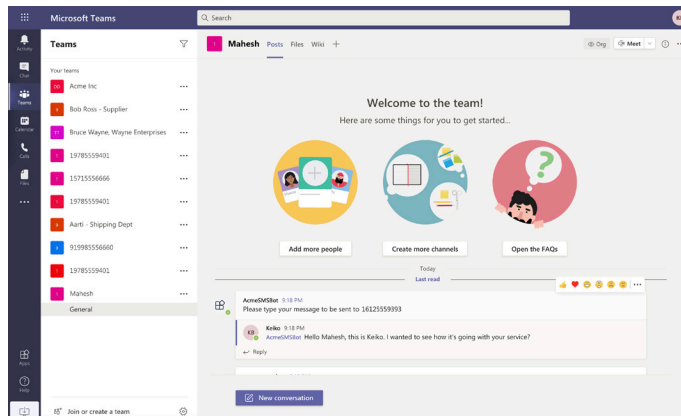 Microsoft Teams
Search
Activity
Chat
Teams
Calendar
Calls
Files
Apps
Help
Teams
Your teams
Acme Inc
Bob Ross - Supplier
Bruce Wayne, Wayne Enterprises
19785559401
15715556666
19785559401
Aarti - Shipping Dept
919985556660
19785559401
Mahesh
General
Join or create a team
Mahesh Posts Files Wiki
Org Meet
Welcome to the team!
Here are some things for you to get started...
Add more people Create more channels Open the FAQs
Today
Last read
AcmeSMSBot 9:18 PM
Please type your message to be sent to 16125559393
KB Keiko 9:18 PM
AcmeSMSBot Hello Mahesh, this is Keiko. I wanted to see how it's going with your service?
Reply
New conversation